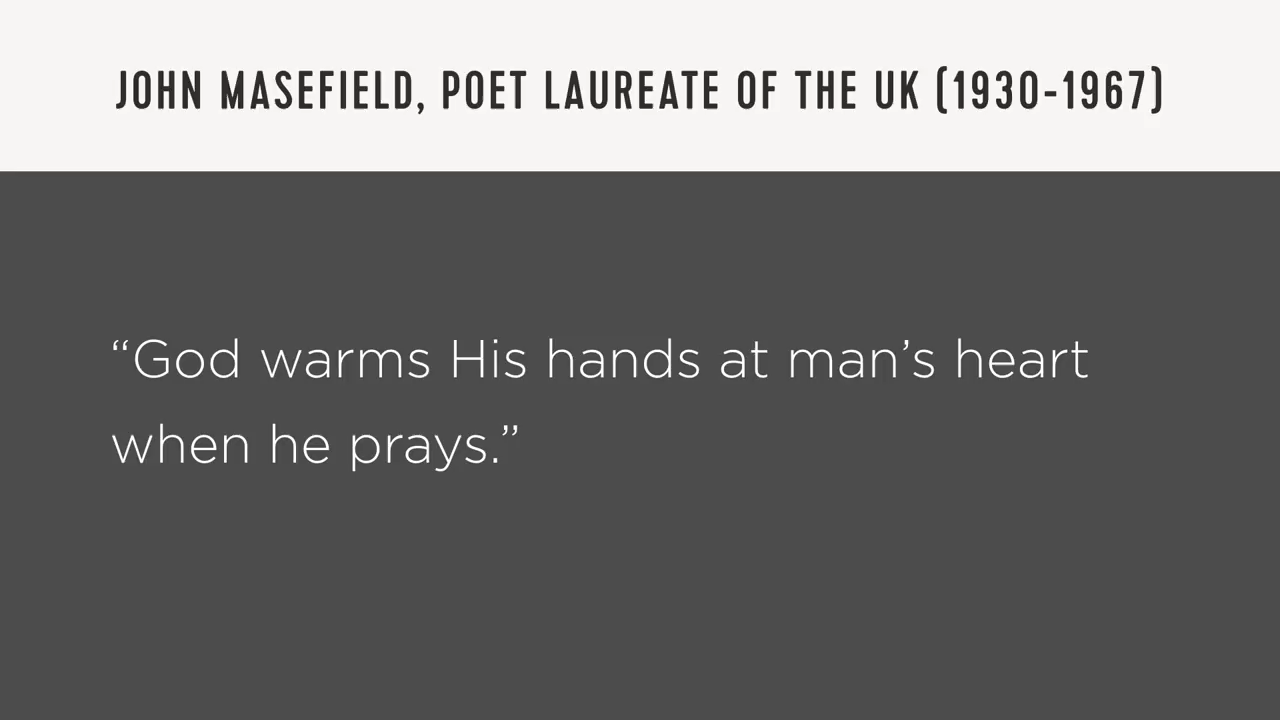 JOHN MASEFIELD, POET LAUREATE OF THE UK (1930-1967)
“God warms His hands at man’s heart
when he prays.”